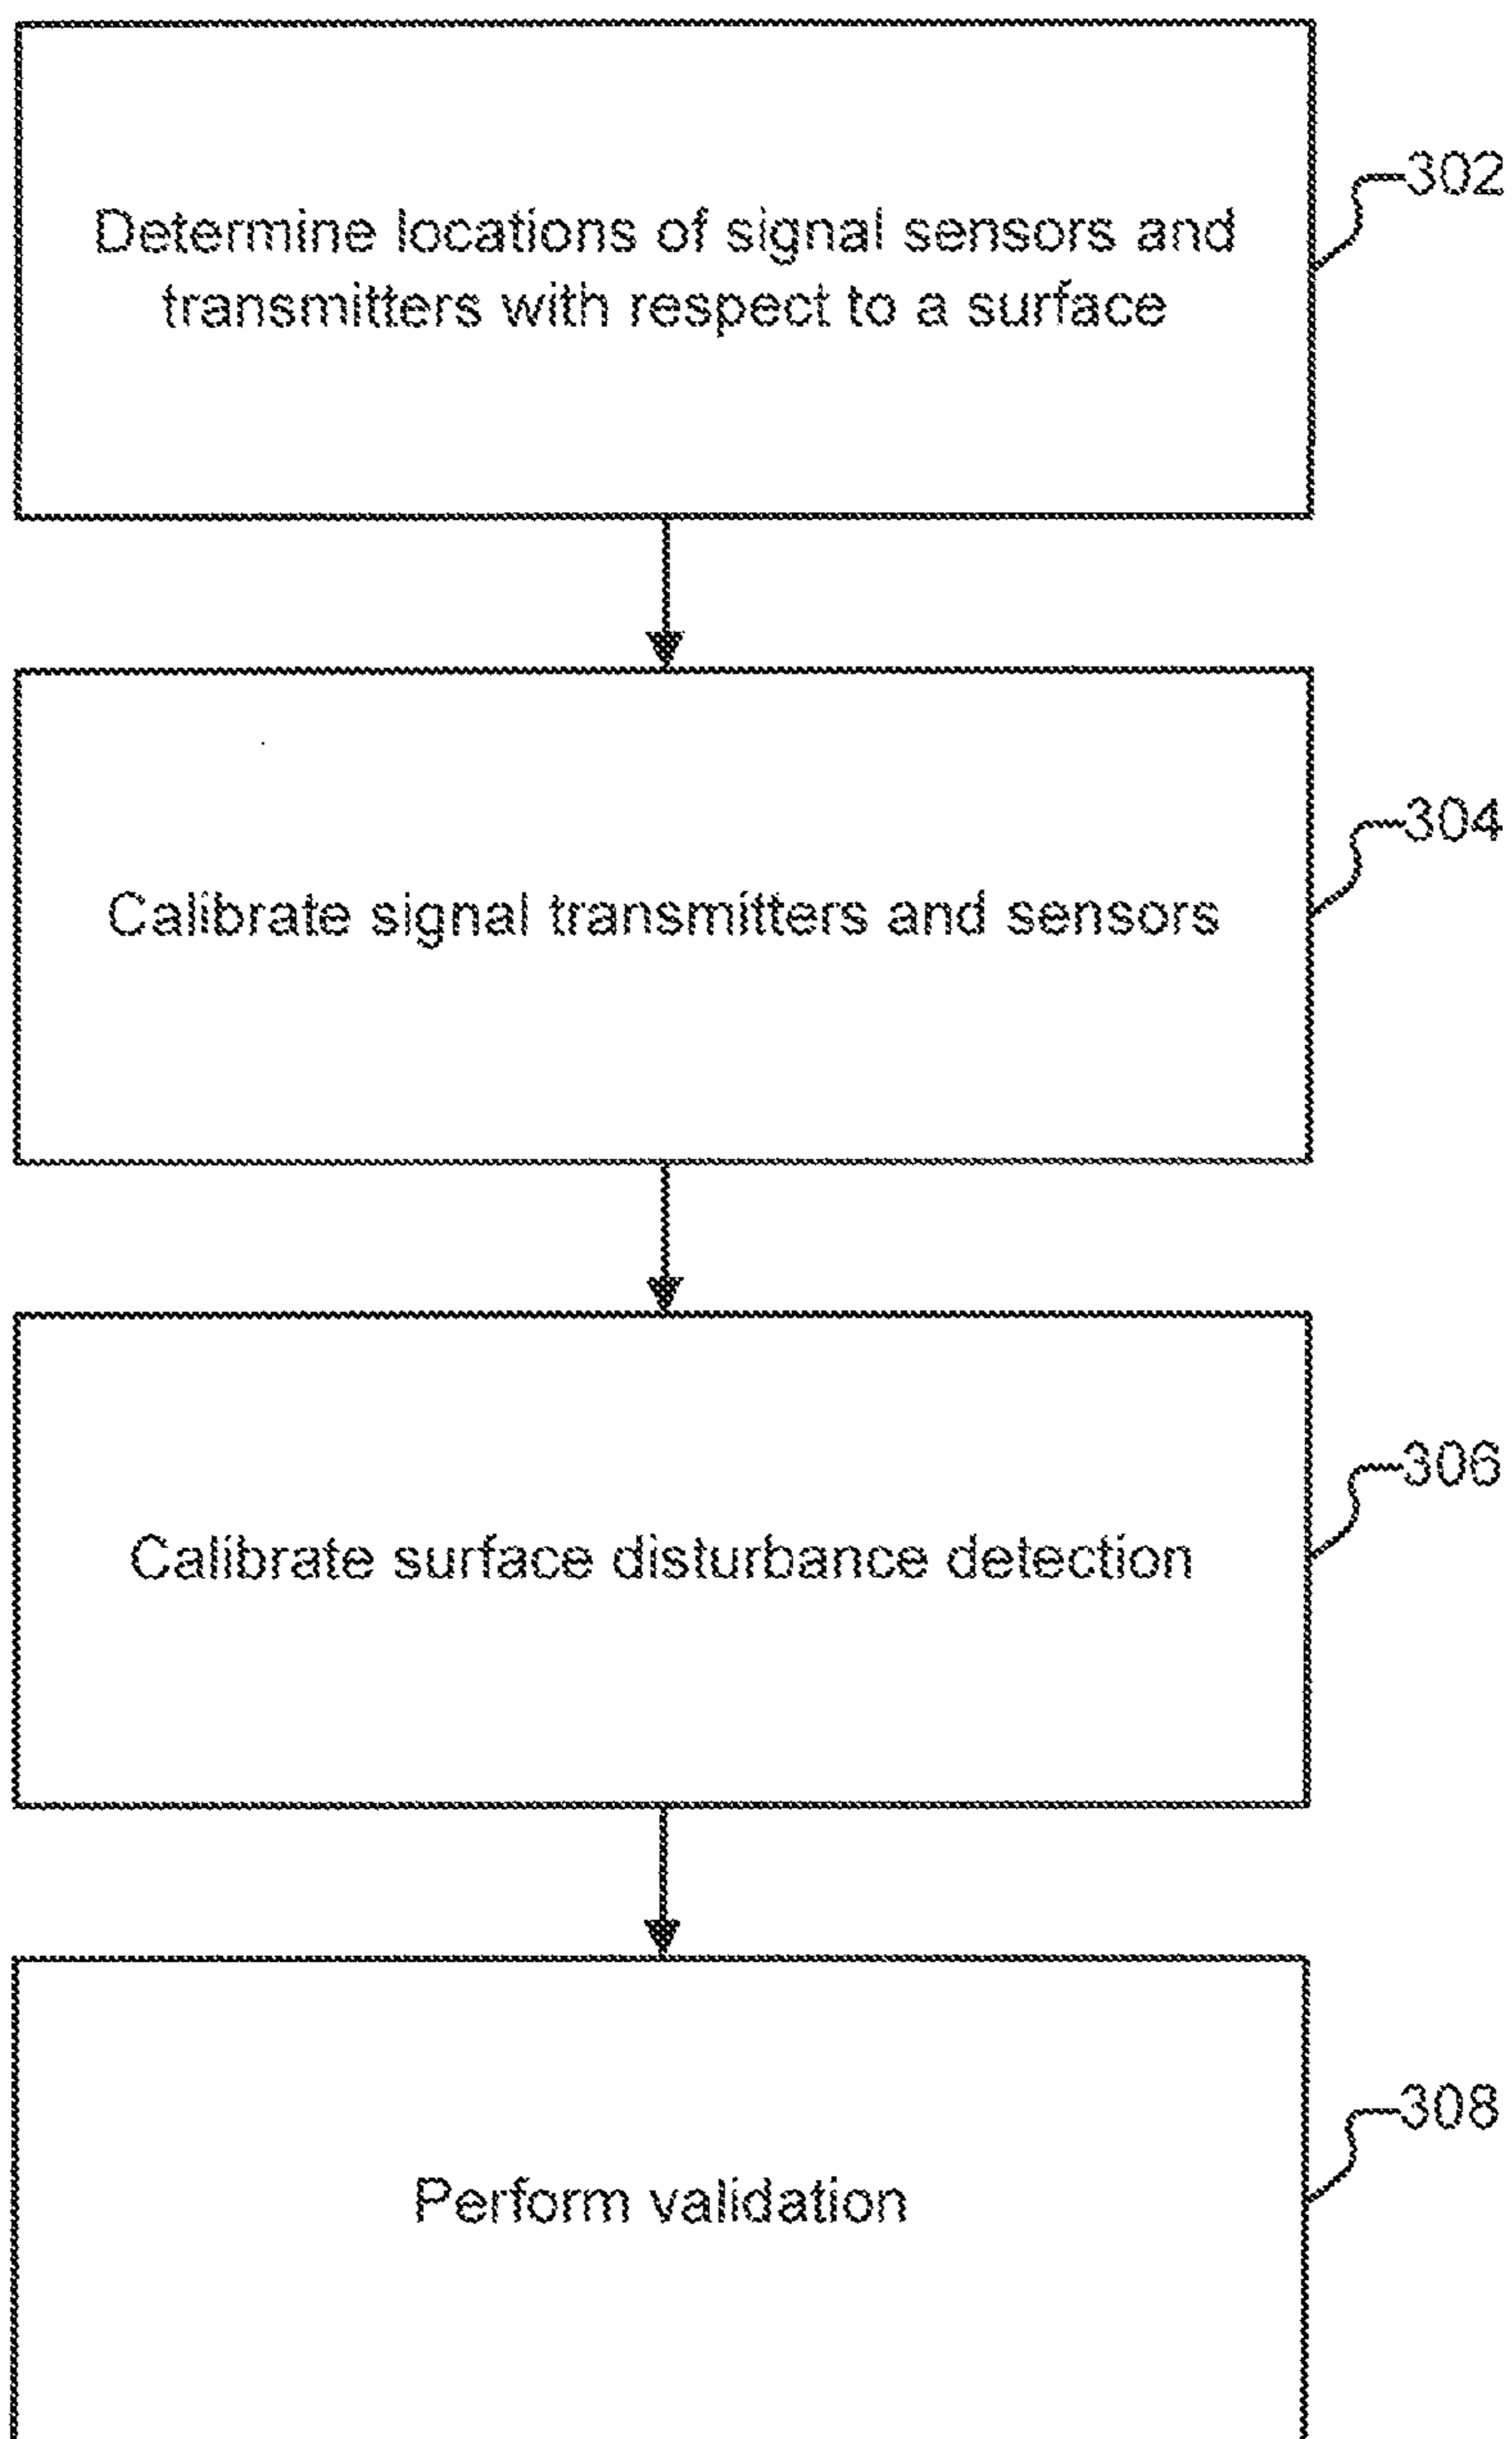 Determine locations of signal sensors and
transmitters with respect to a surface
302
Calibrate signal transmitters and sensors
304
Calibrate surface disturbance detection
306
Perform validation
308